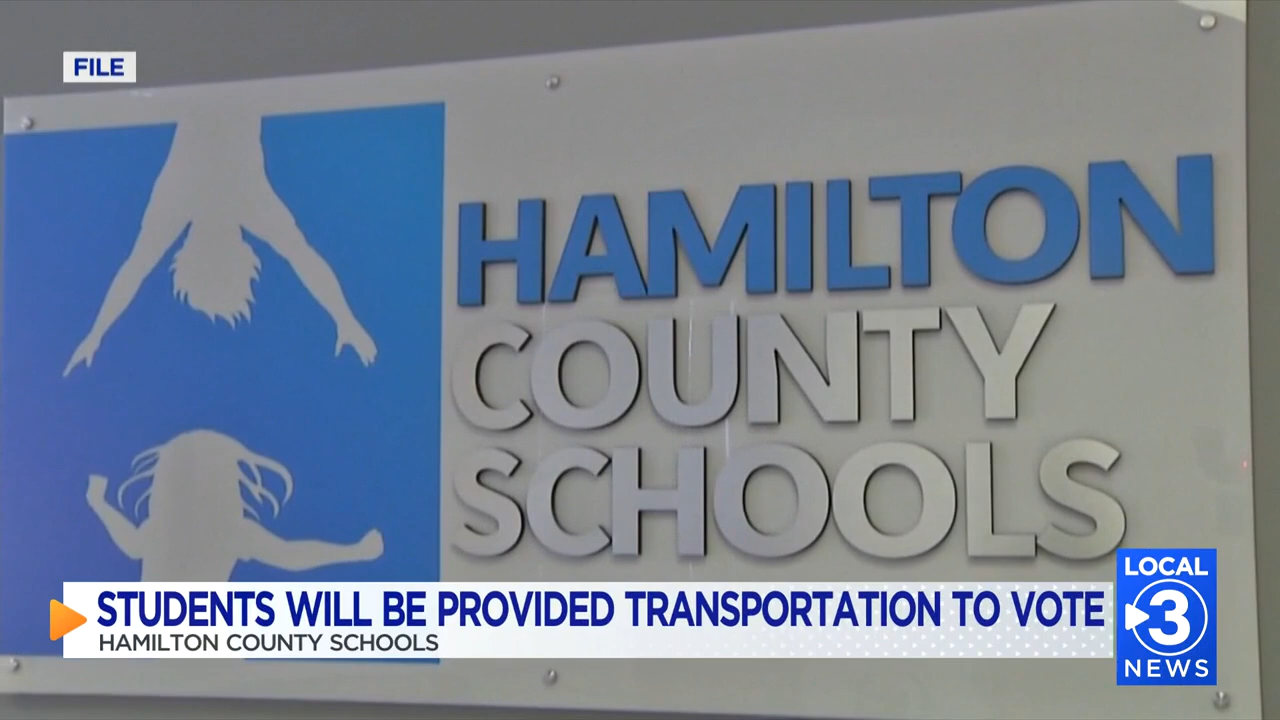 FILE
HAMILTON
COUNTY
SCHOOLS
STUDENTS WILL BE PROVIDED TRANSPORTATION TO VOTE
HAMILTON COUNTY SCHOOLS
LOCAL
3
NEWS